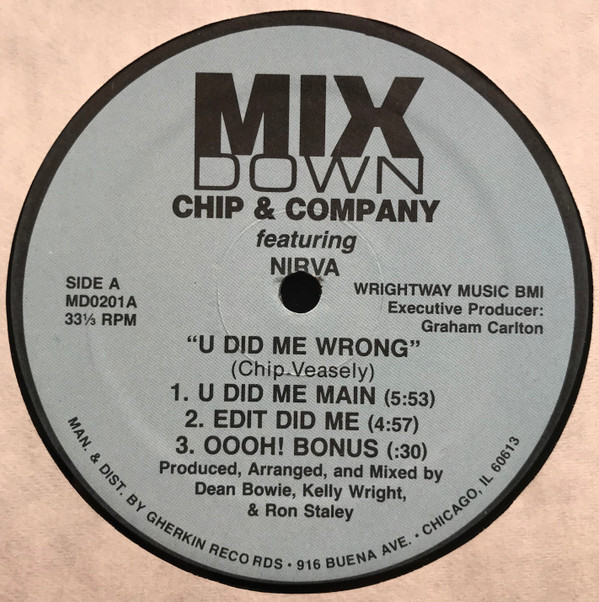 MIX
DOWN
CHIP & COMPANY
featuring
NIRVA
SIDE A
MD0201A
33⅓ RPM
WRIGHTWAY MUSIC BMI
Executive Producer:
Graham Carlton
"U DID ME WRONG"
(Chip Veasely)
1. U DID ME MAIN (5:53)
2. EDIT DID ME (4:57)
3. OOOH! BONUS (:30)
Produced, Arranged, and Mixed by
Dean Bowie, Kelly Wright,
& Ron Staley
MAN. & DIST. BY GHERKIN RECORDS • 916 BUENA AVE. • CHICAGO, IL 60613